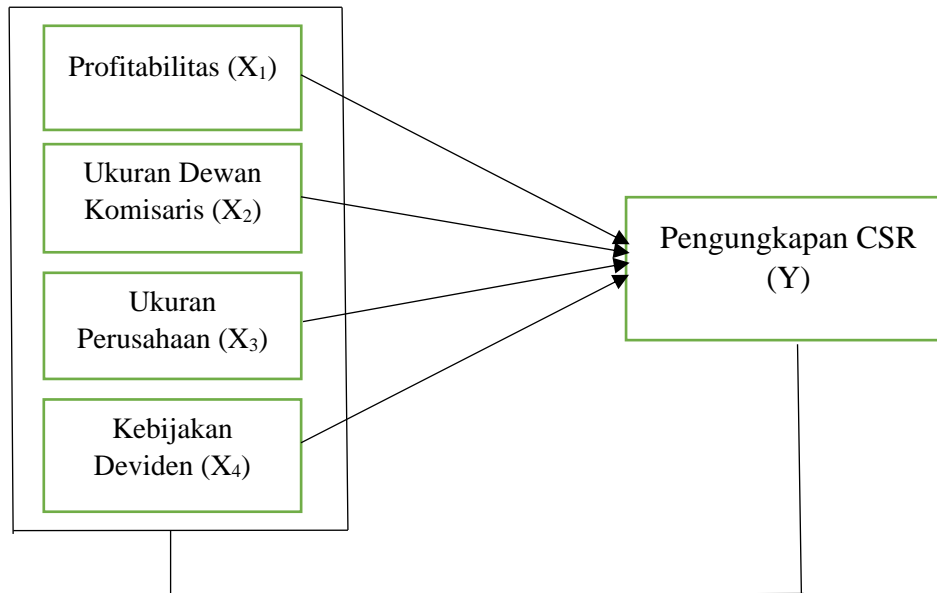 Profitabilitas (X₁)
Ukuran Dewan
Komisaris (X₂)
Ukuran
Perusahaan (X₃)
Kebijakan
Deviden (X₄)
Pengungkapan CSR
(Y)